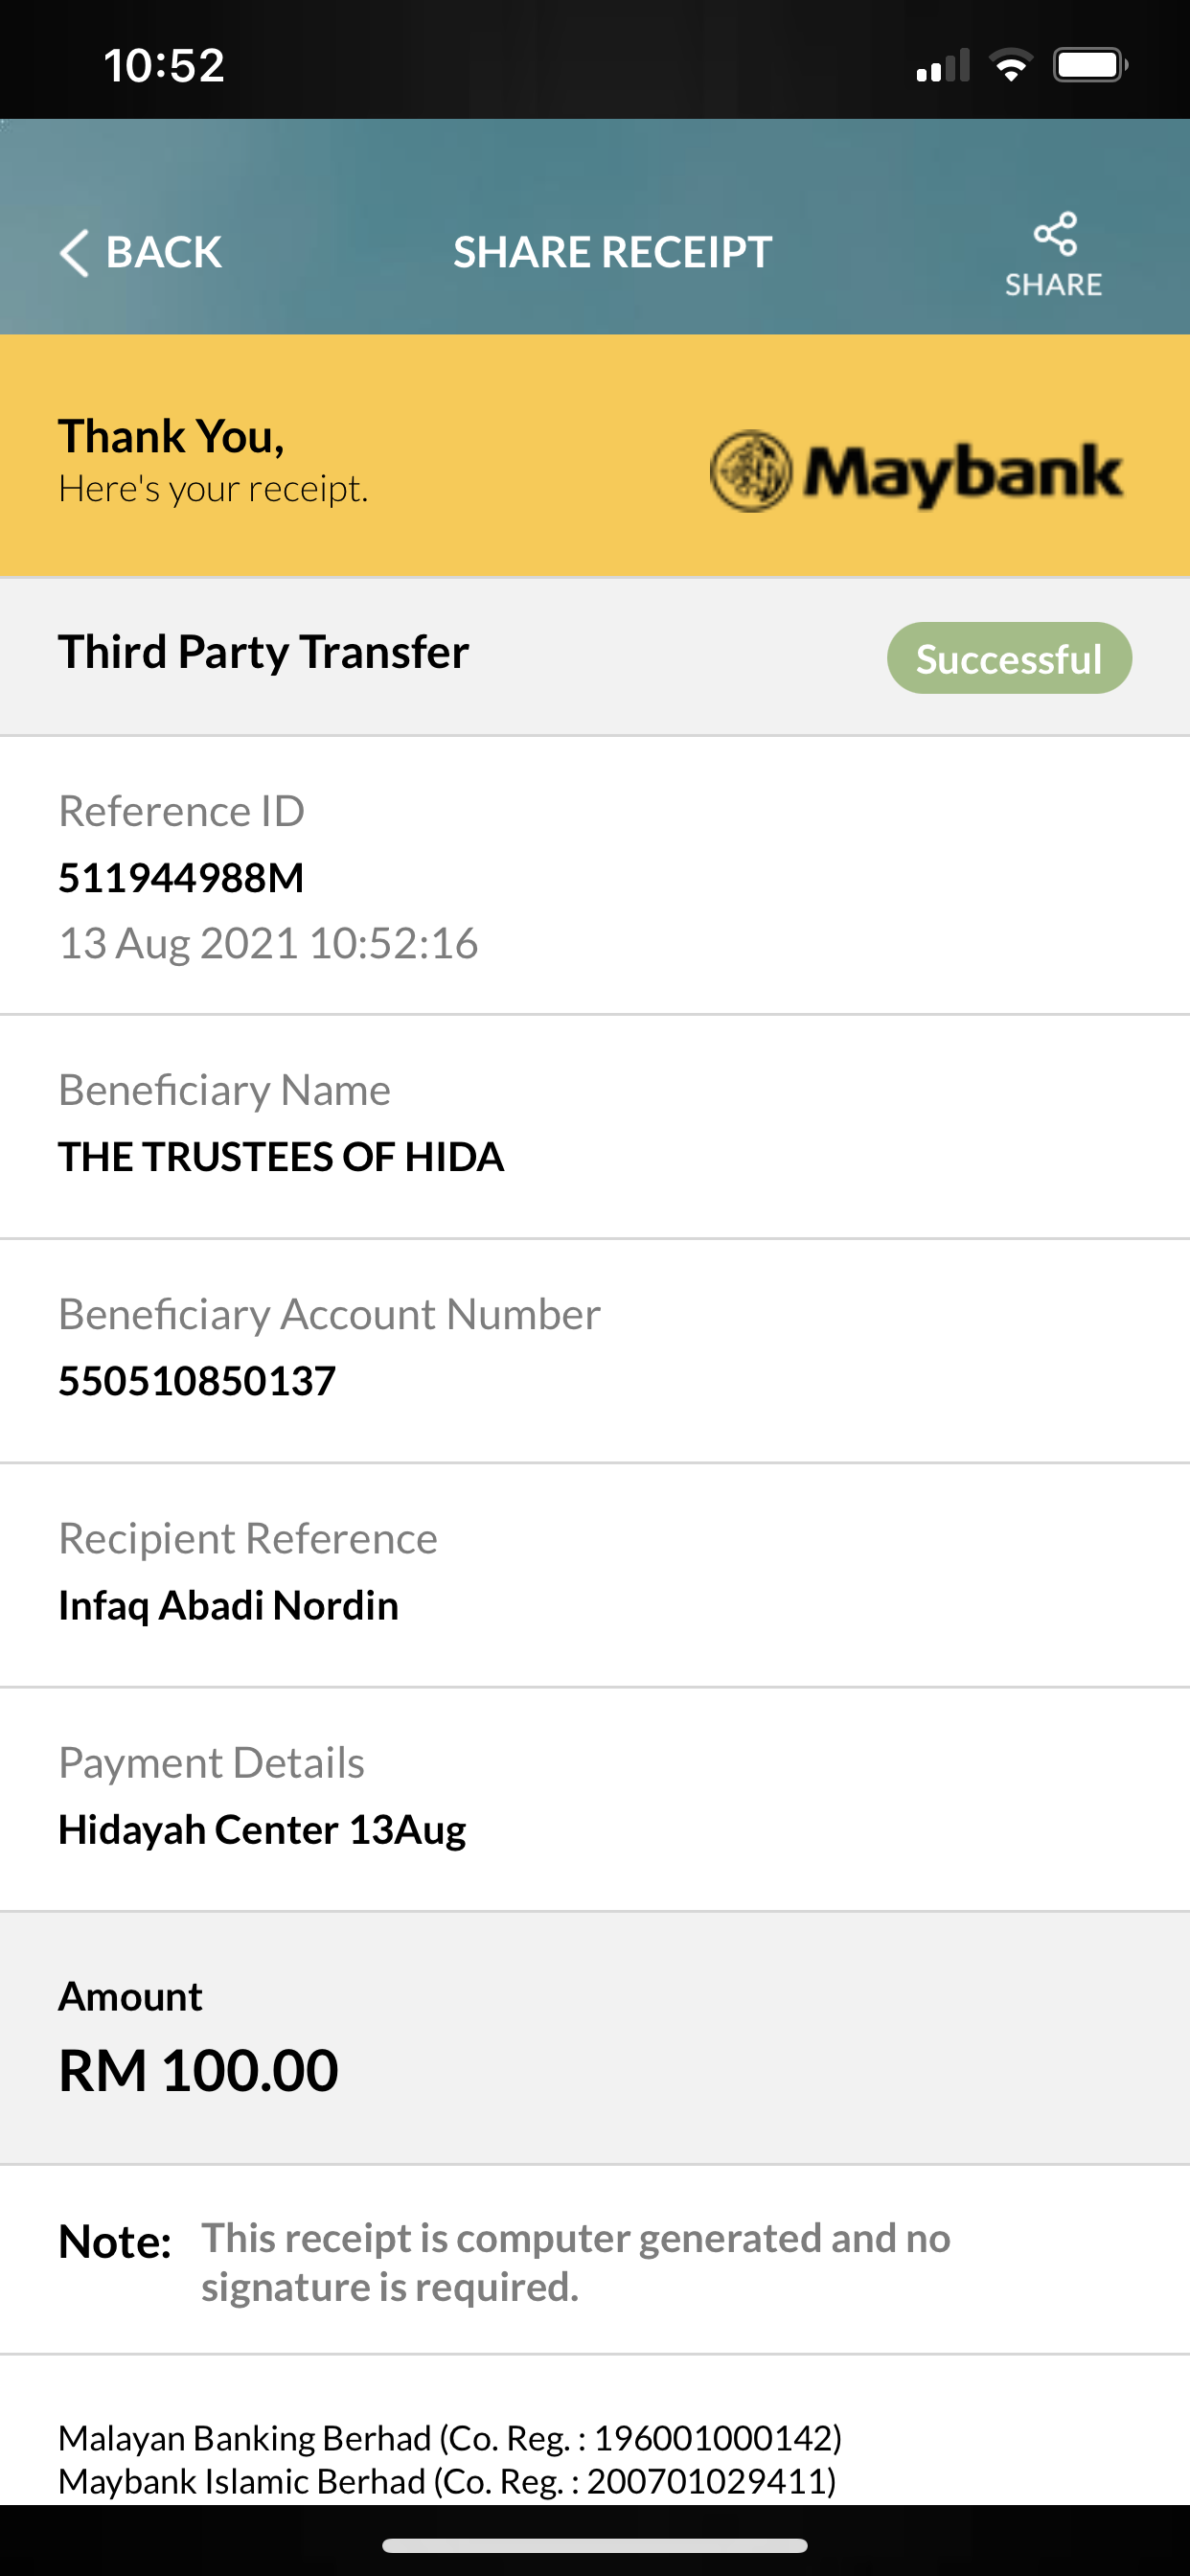 10:52
BACK
SHARE RECEIPT
SHARE
Thank You,
Here's your receipt.
Maybank
Third Party Transfer
Successful
Reference ID
511944988M
13 Aug 2021 10:52:16
Beneficiary Name
THE TRUSTEES OF HIDA
Beneficiary Account Number
550510850137
Recipient Reference
Infaq Abadi Nordin
Payment Details
Hidayah Center 13Aug
Amount
RM 100.00
Note: This receipt is computer generated and no
signature is required.
Malayan Banking Berhad (Co. Reg. : 196001000142)
Maybank Islamic Berhad (Co. Reg. : 200701029411)